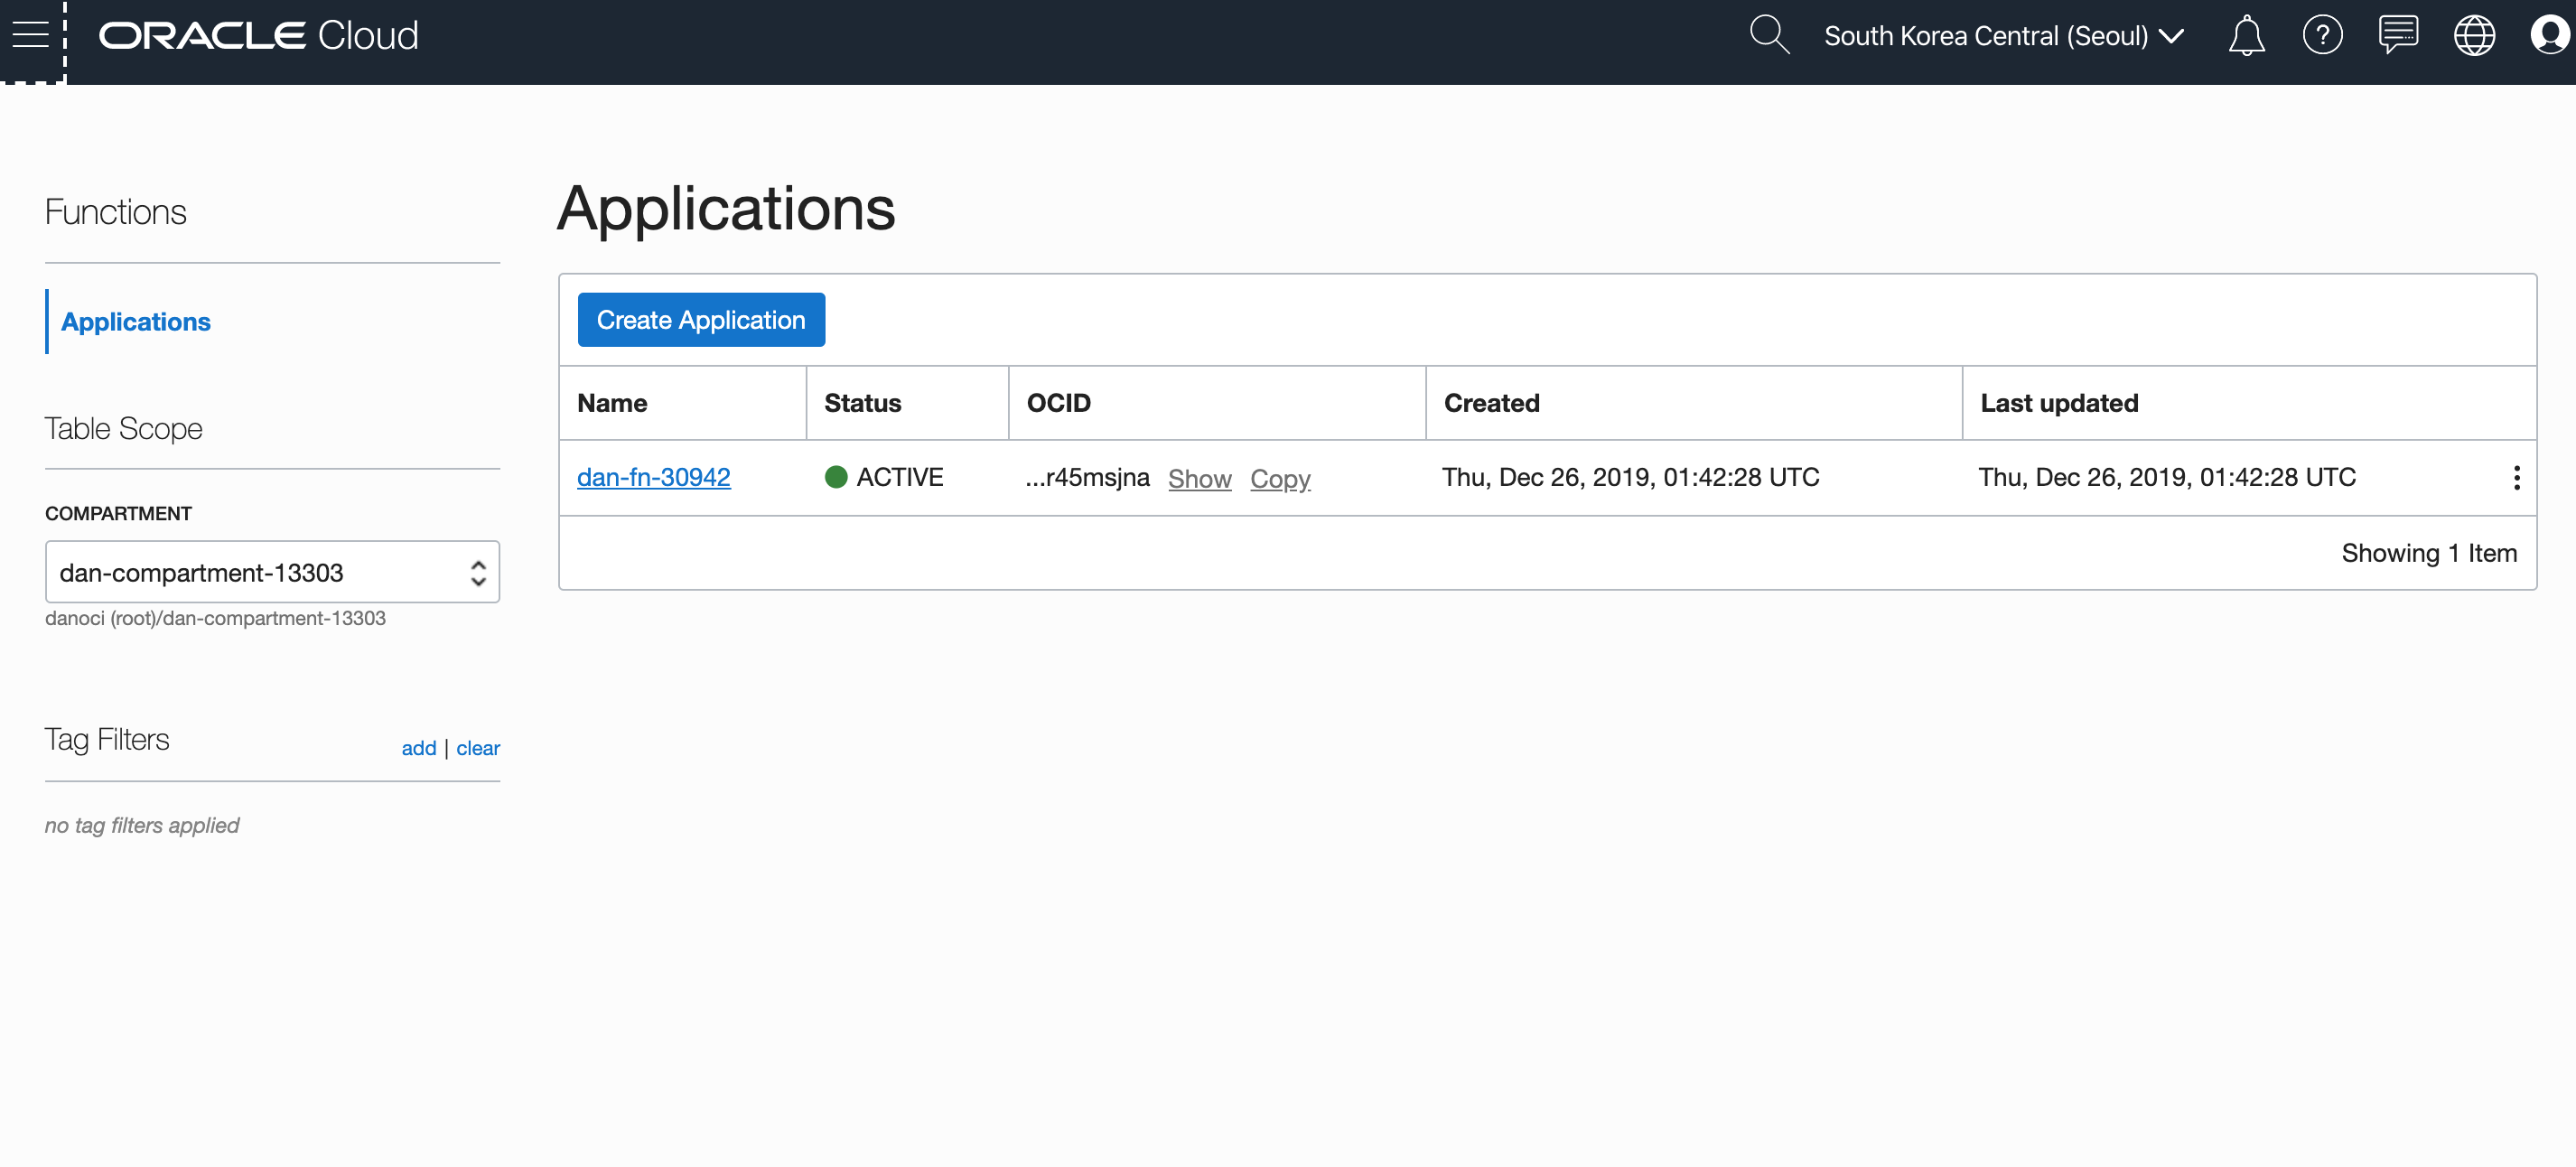 ORACLE Cloud
South Korea Central (Seoul)
?
Functions
Applications
Table Scope
COMPARTMENT
dan-compartment-13303
danoci (root)/dan-compartment-13303
Tag Filters
add | clear
no tag filters applied
Applications
Create Application
Name Status OCID Created Last updated
dan-fn-30942 ACTIVE ...r45msjna Show Copy Thu, Dec 26, 2019, 01:42:28 UTC Thu, Dec 26, 2019, 01:42:28 UTC
Showing 1 Item